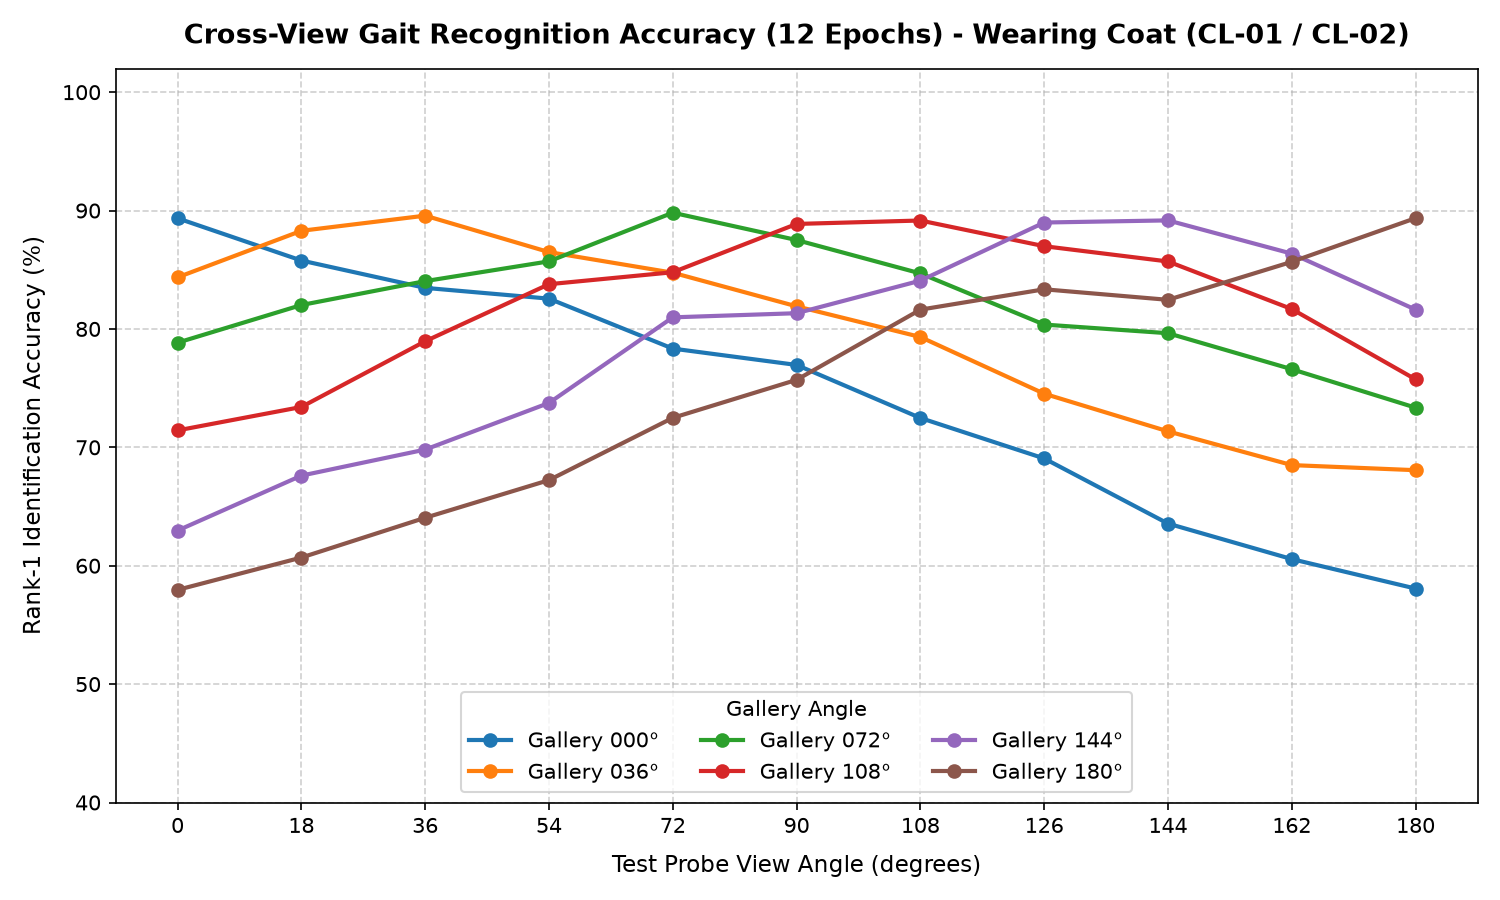 Cross-View Gait Recognition Accuracy (12 Epochs) - Wearing Coat (CL-01 / CL-02)
Rank-1 Identification Accuracy (%)
100
90
80
70
60
50
40
Gallery Angle
Gallery 000° Gallery 072° Gallery 144°
Gallery 036° Gallery 108° Gallery 180°
0 18 36 54 72 90 108 126 144 162 180
Test Probe View Angle (degrees)